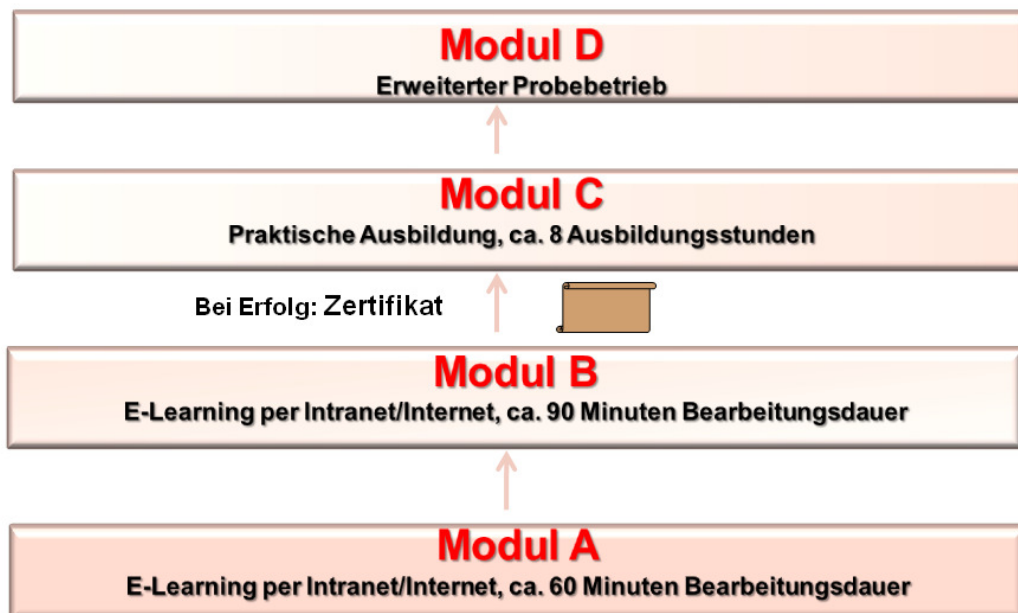 Modul D
Erweiterter Probebetrieb
Modul C
Praktische Ausbildung, ca. 8 Ausbildungsstunden
Bei Erfolg: Zertifikat
Modul B
E-Learning per Intranet/Internet, ca. 90 Minuten Bearbeitungsdauer
Modul A
E-Learning per Intranet/Internet, ca. 60 Minuten Bearbeitungsdauer